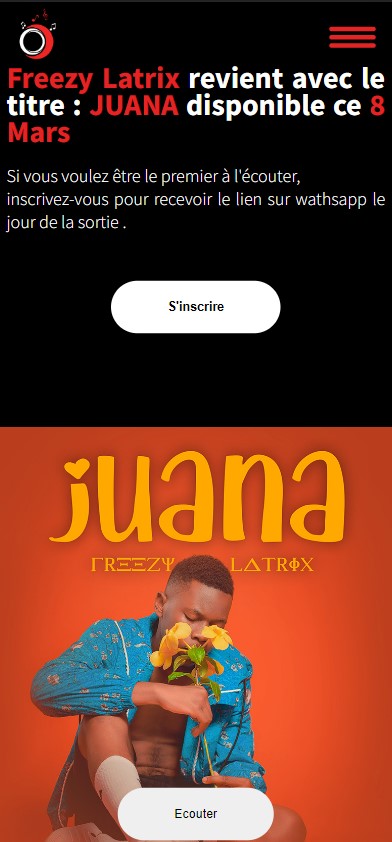 Freezy Latrix revient avec le
titre : JUANA disponible ce 8
Mars
Si vous voulez être le premier à l'écouter,
inscrivez-vous pour recevoir le lien sur wathsapp le
jour de la sortie .
S'inscrire
juana
FREEZY LATRIX
Ecouter